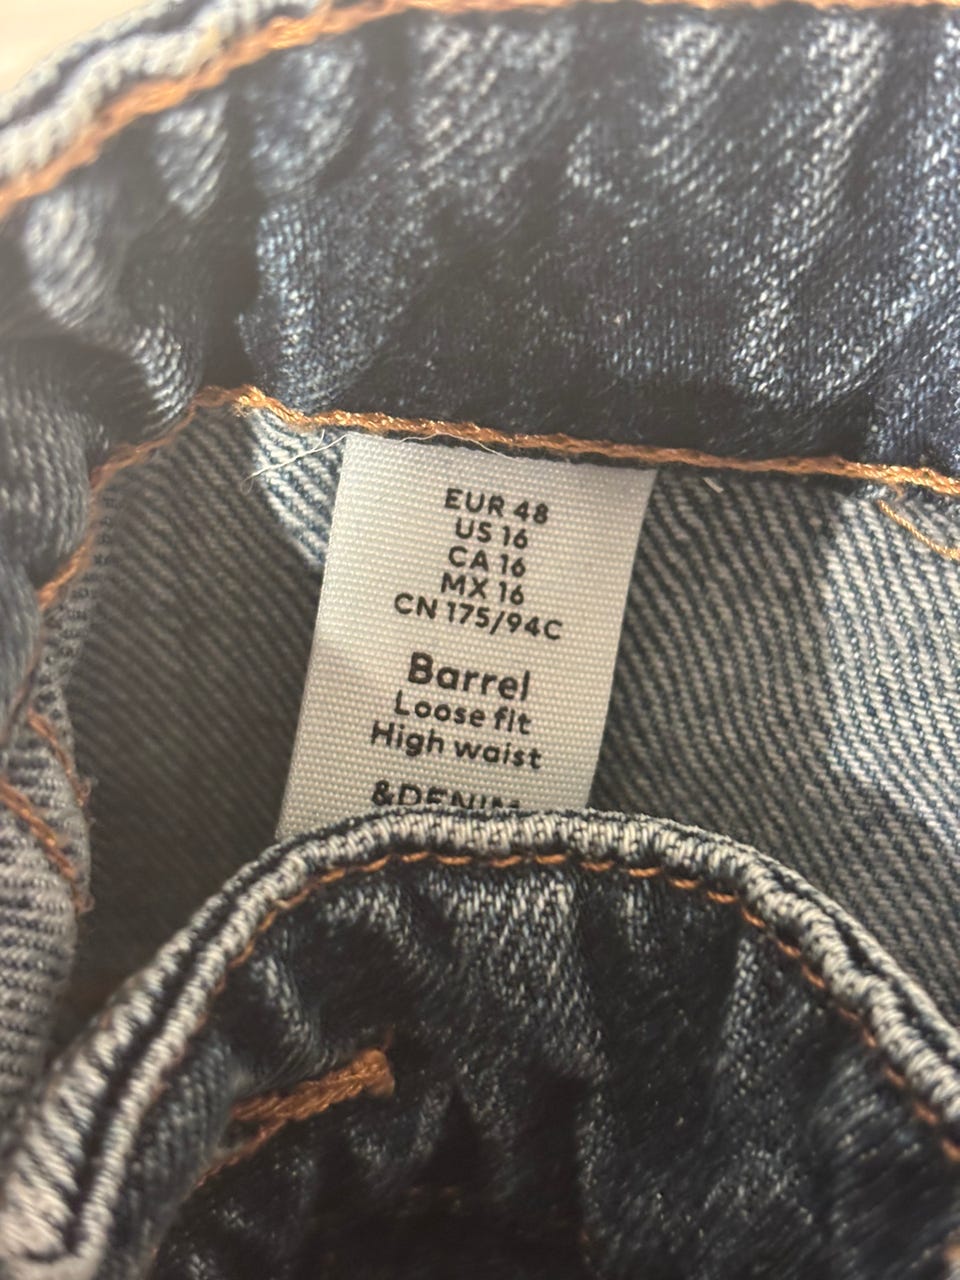 EUR 48
US 16
CA 16
MX 16
CN 175/94C
Barrel
Loose fit
High waist
&DENIM